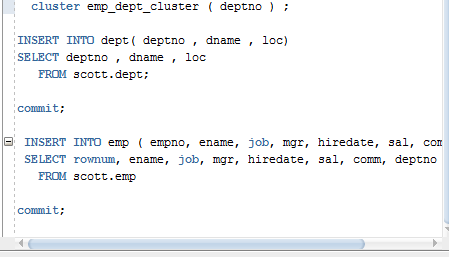 cluster emp_dept_cluster ( deptno ) ;
INSERT INTO dept( deptno , dname , loc)
SELECT deptno , dname , loc
FROM scott.dept;
commit;
INSERT INTO emp ( empno, ename, job, mgr, hiredate, sal, com
SELECT rownum, ename, job, mgr, hiredate, sal, comm, deptno
FROM scott.emp
commit;